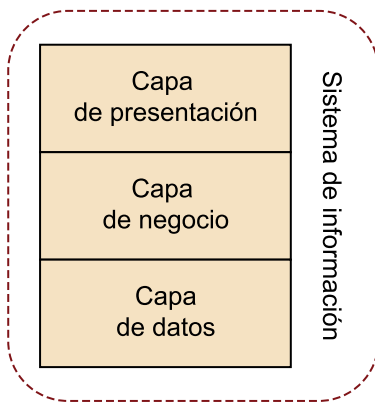 Capa
de presentación
Capa
de negocio
Capa
de datos
Sistema de información